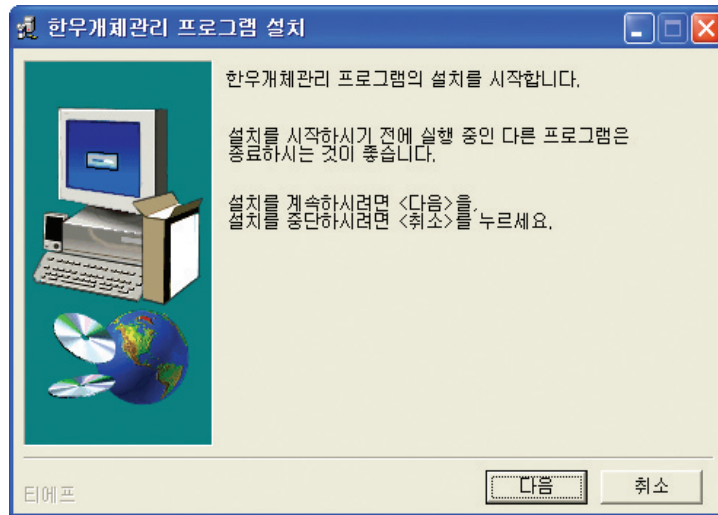 한우개체관리 프로그램 설치
한우개체관리 프로그램의 설치를 시작합니다.
설치를 시작하시기 전에 실행 중인 다른 프로그램은
종료하시는 것이 좋습니다.
설치를 계속하시려면 <다음>을,
설치를 중단하시려면 <취소>를 누르세요.
티에프
다음
취소